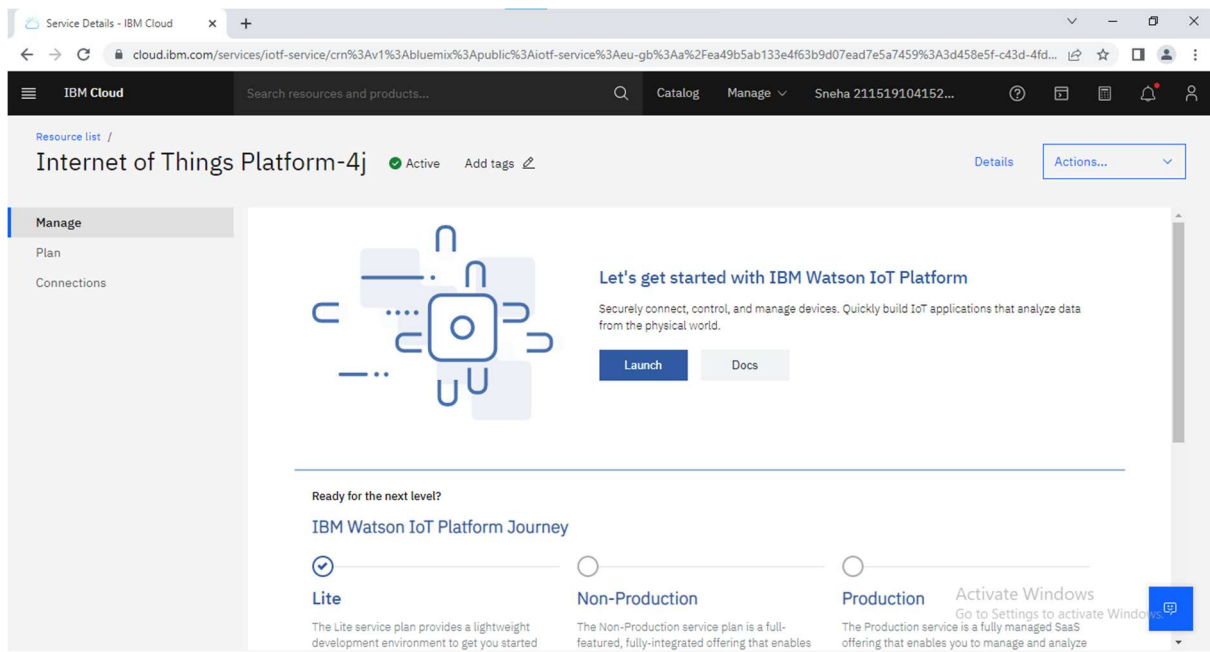 Service Details - IBM Cloud
cloud.ibm.com/services/iotf-service/crn%3Av1%3Abluemix%3Apublic%3Aiotf-service%3Aeu-gb%3Aa%2Fea49b5ab133e4f63b9d07ead7e5a7459%3A3d458e5f-c43d-4fd...
IBM Cloud
Search resources and products...
Catalog
Manage
Sneha 211519104152...
Resource list /
Internet of Things Platform-4j
Active
Add tags
Details
Actions...
Manage
Plan
Connections
Let's get started with IBM Watson IoT Platform
Securely connect, control, and manage devices. Quickly build IoT applications that analyze data
from the physical world.
Launch
Docs
Ready for the next level?
IBM Watson IoT Platform Journey
Lite
The Lite service plan provides a lightweight
development environment to get you started
Non-Production
The Non-Production service plan is a full-
featured, fully-integrated offering that enables
Production
The Production service is a fully managed SaaS
offering that enables you to manage and analyze
Activate Windows
Go to Settings to activate Windows.